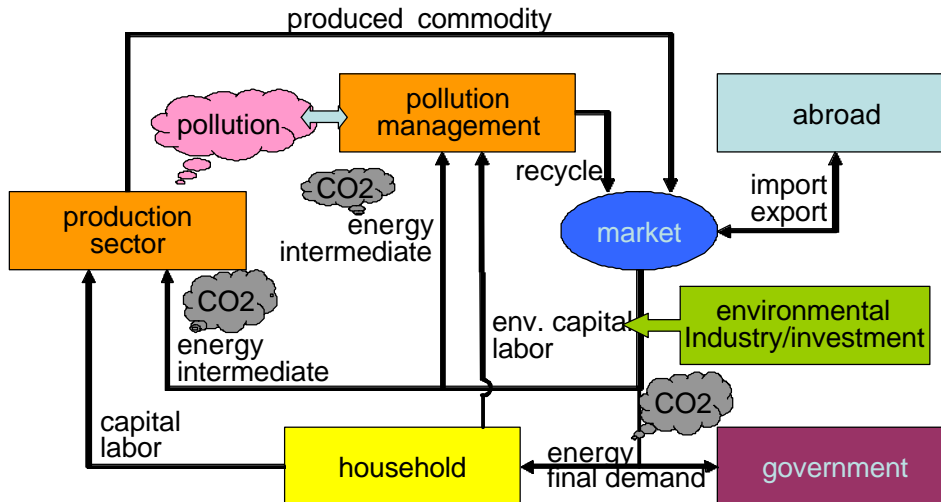 produced commodity
pollution
management
abroad
pollution
recycle
CO2
import
export
production
sector
energy
intermediate
market
CO2
environmental
Industry/investment
env. capital
labor
energy
intermediate
CO2
capital
labor
household
energy
final demand
government